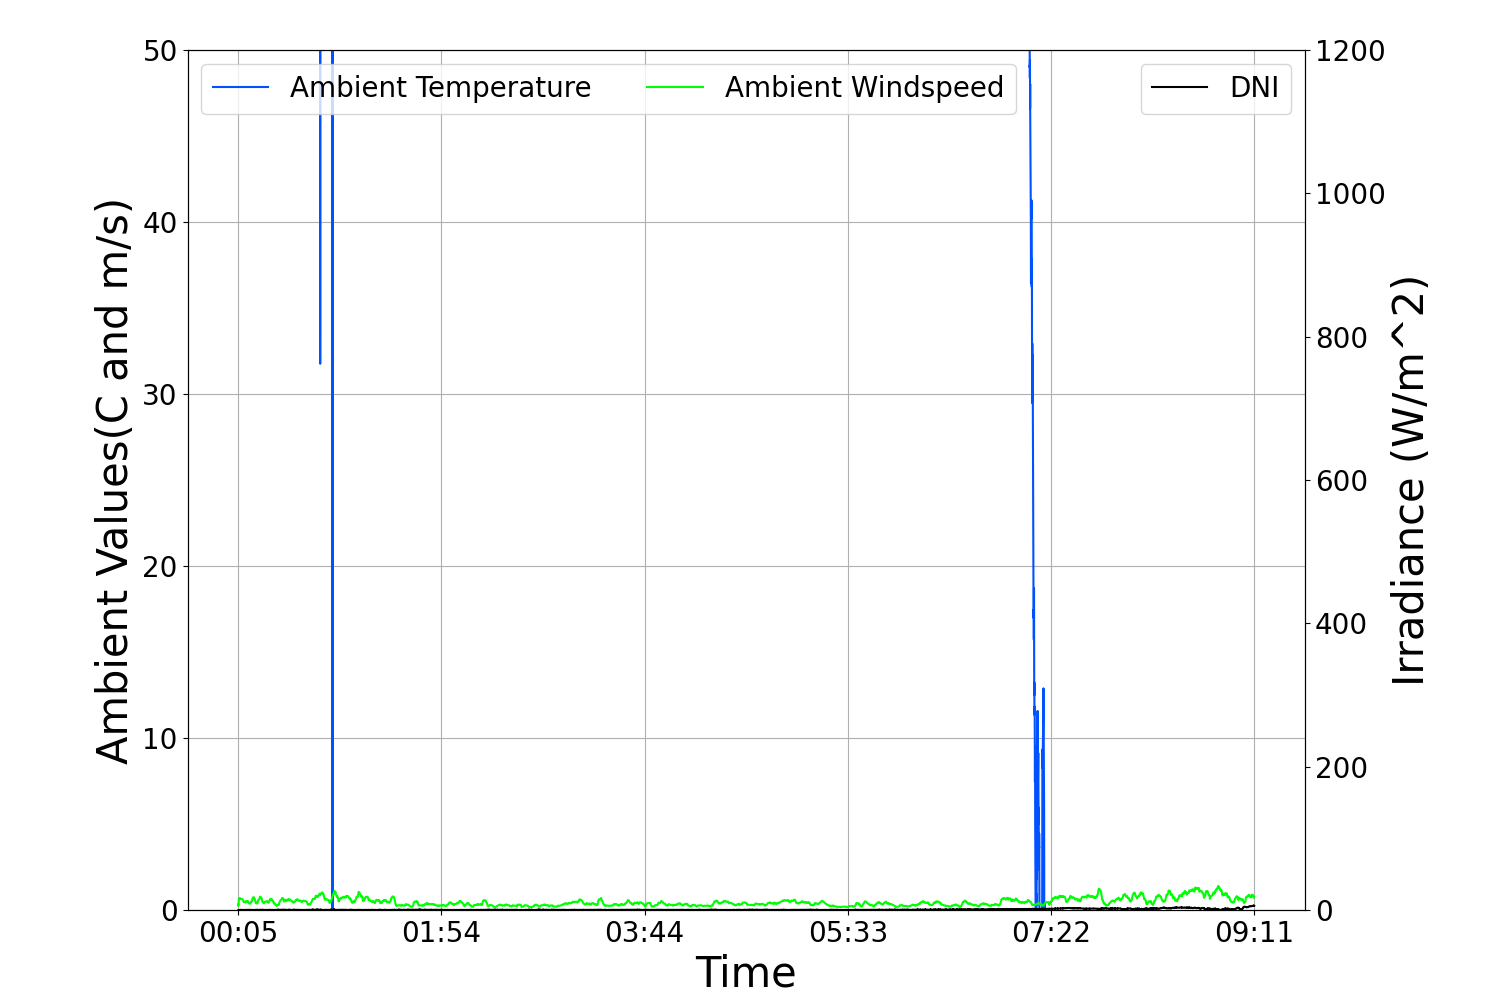 Ambient Temperature
Ambient Windspeed
DNI
Ambient Values(C and m/s)
50
40
30
20
10
0
1200
1000
800
600
400
200
0
Irradiance (W/m^2)
00:05 01:54 03:44 05:33 07:22 09:11
Time